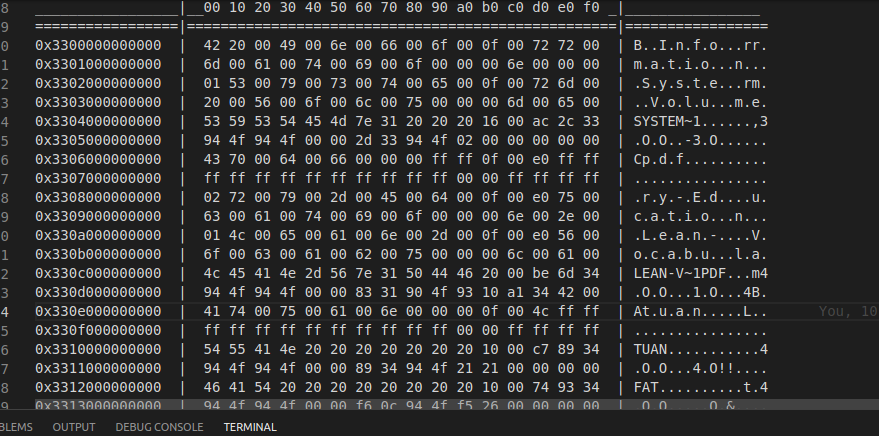 8 __________________|__00 10 20 30 40 50 60 70 80 90 a0 b0 c0 d0 e0 f0 _|________________
9 ==================|====================================================|================
0 0x3300000000000 | 42 20 00 49 00 6e 00 66 00 6f 00 0f 00 72 72 00 | B..I.n.f.o...rr.
1 0x3301000000000 | 6d 00 61 00 74 00 69 00 6f 00 00 00 6e 00 00 00 | m.a.t.i.o...n...
2 0x3302000000000 | 01 53 00 79 00 73 00 74 00 65 00 0f 00 72 6d 00 | .S.y.s.t.e...rm.
3 0x3303000000000 | 20 00 56 00 6f 00 6c 00 75 00 00 00 6d 00 65 00 | ..V.o.l.u...m.e.
4 0x3304000000000 | 53 59 53 54 45 4d 7e 31 20 20 20 16 00 ac 2c 33 | SYSTEM~1......,3
5 0x3305000000000 | 94 4f 94 4f 00 00 2d 33 94 4f 02 00 00 00 00 00 | .O.O..-3.O......
6 0x3306000000000 | 43 70 00 64 00 66 00 00 00 ff ff 0f 00 e0 ff ff | Cp.d.f..........
7 0x3307000000000 | ff ff ff ff ff ff ff ff ff ff ff 00 00 ff ff ff ff | ................
8 0x3308000000000 | 02 72 00 79 00 2d 00 45 00 64 00 0f 00 e0 75 00 | .r.y.-.E.d....u.
9 0x3309000000000 | 63 00 61 00 74 00 69 00 6f 00 00 00 6e 00 2e 00 | c.a.t.i.o...n...
0 0x330a000000000 | 01 4c 00 65 00 61 00 6e 00 2d 00 0f 00 e0 56 00 | .L.e.a.n.-....V.
1 0x330b000000000 | 6f 00 63 00 61 00 62 00 75 00 00 00 6c 00 61 00 | o.c.a.b.u...l.a.
2 0x330c000000000 | 4c 45 41 4e 2d 56 7e 31 50 44 46 20 00 be 6d 34 | LEAN-V~1PDF...m4
3 0x330d000000000 | 94 4f 94 4f 00 00 83 31 90 4f 93 10 a1 34 42 00 | .O.O...1.O...4B.
4 0x330e000000000 | 41 74 00 75 00 61 00 6e 00 00 00 0f 00 4c ff ff | At.u.a.n.....L.. You, 10
5 0x330f000000000 | ff ff ff ff ff ff ff ff ff ff 00 00 ff ff ff ff | ................
6 0x3310000000000 | 54 55 41 4e 20 20 20 20 20 20 20 10 00 c7 89 34 | TUAN...........4
7 0x3311000000000 | 94 4f 94 4f 00 00 89 34 94 4f 21 21 00 00 00 00 | .O.O...4.O!!....
8 0x3312000000000 | 46 41 54 20 20 20 20 20 20 20 20 10 00 74 93 34 | FAT..........t.4
9 0x3313000000000 | 94 4f 94 4f 00 00 f6 0c 94 4f f5 26 00 00 00 00 | .O.O.....O.&....
BLEMS OUTPUT DEBUG CONSOLE TERMINAL